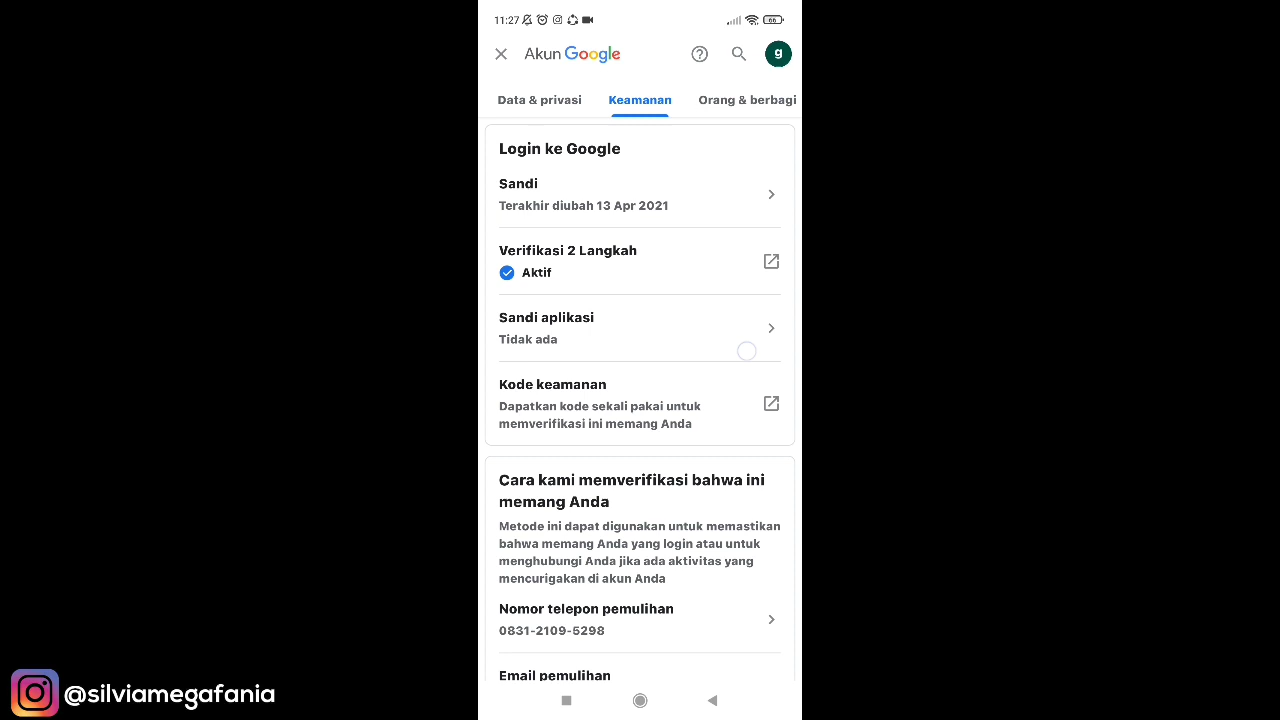 11:27
66
Akun Google
g
Data & privasi
Keamanan
Orang & berbagi
Login ke Google
Sandi
Terakhir diubah 13 Apr 2021
Verifikasi 2 Langkah
Aktif
Sandi aplikasi
Tidak ada
Kode keamanan
Dapatkan kode sekali pakai untuk
memverifikasi ini memang Anda
Cara kami memverifikasi bahwa ini
memang Anda
Metode ini dapat digunakan untuk memastikan
bahwa memang Anda yang login atau untuk
menghubungi Anda jika ada aktivitas yang
mencurigakan di akun Anda
Nomor telepon pemulihan
0831-2109-5298
Email pemulihan
@silviamegafania